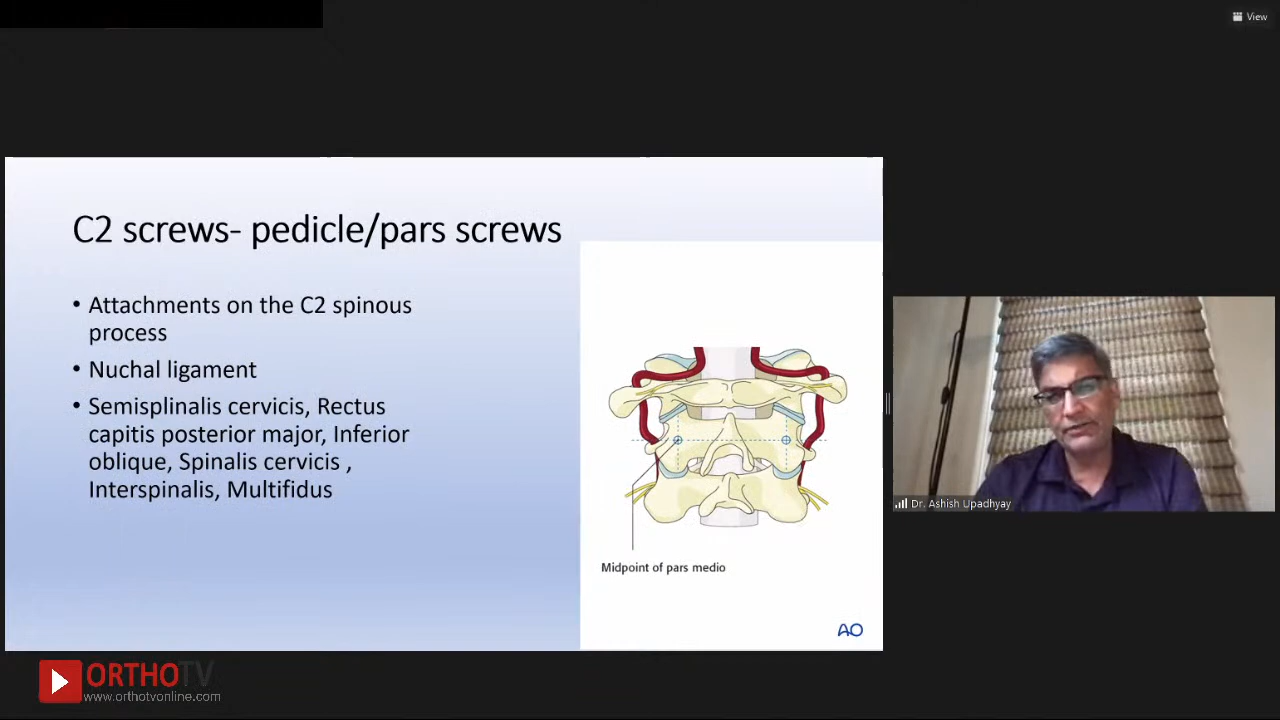 View
C2 screws- pedicle/pars screws
• Attachments on the C2 spinous
process
• Nuchal ligament
• Semisplinalis cervicis, Rectus
capitis posterior major, Inferior
oblique, Spinalis cervicis ,
Interspinalis, Multifidus
Midpoint of pars medio
AO
Dr. Ashish Upadhyay
ORTHOTV
www.orthotvonline.com